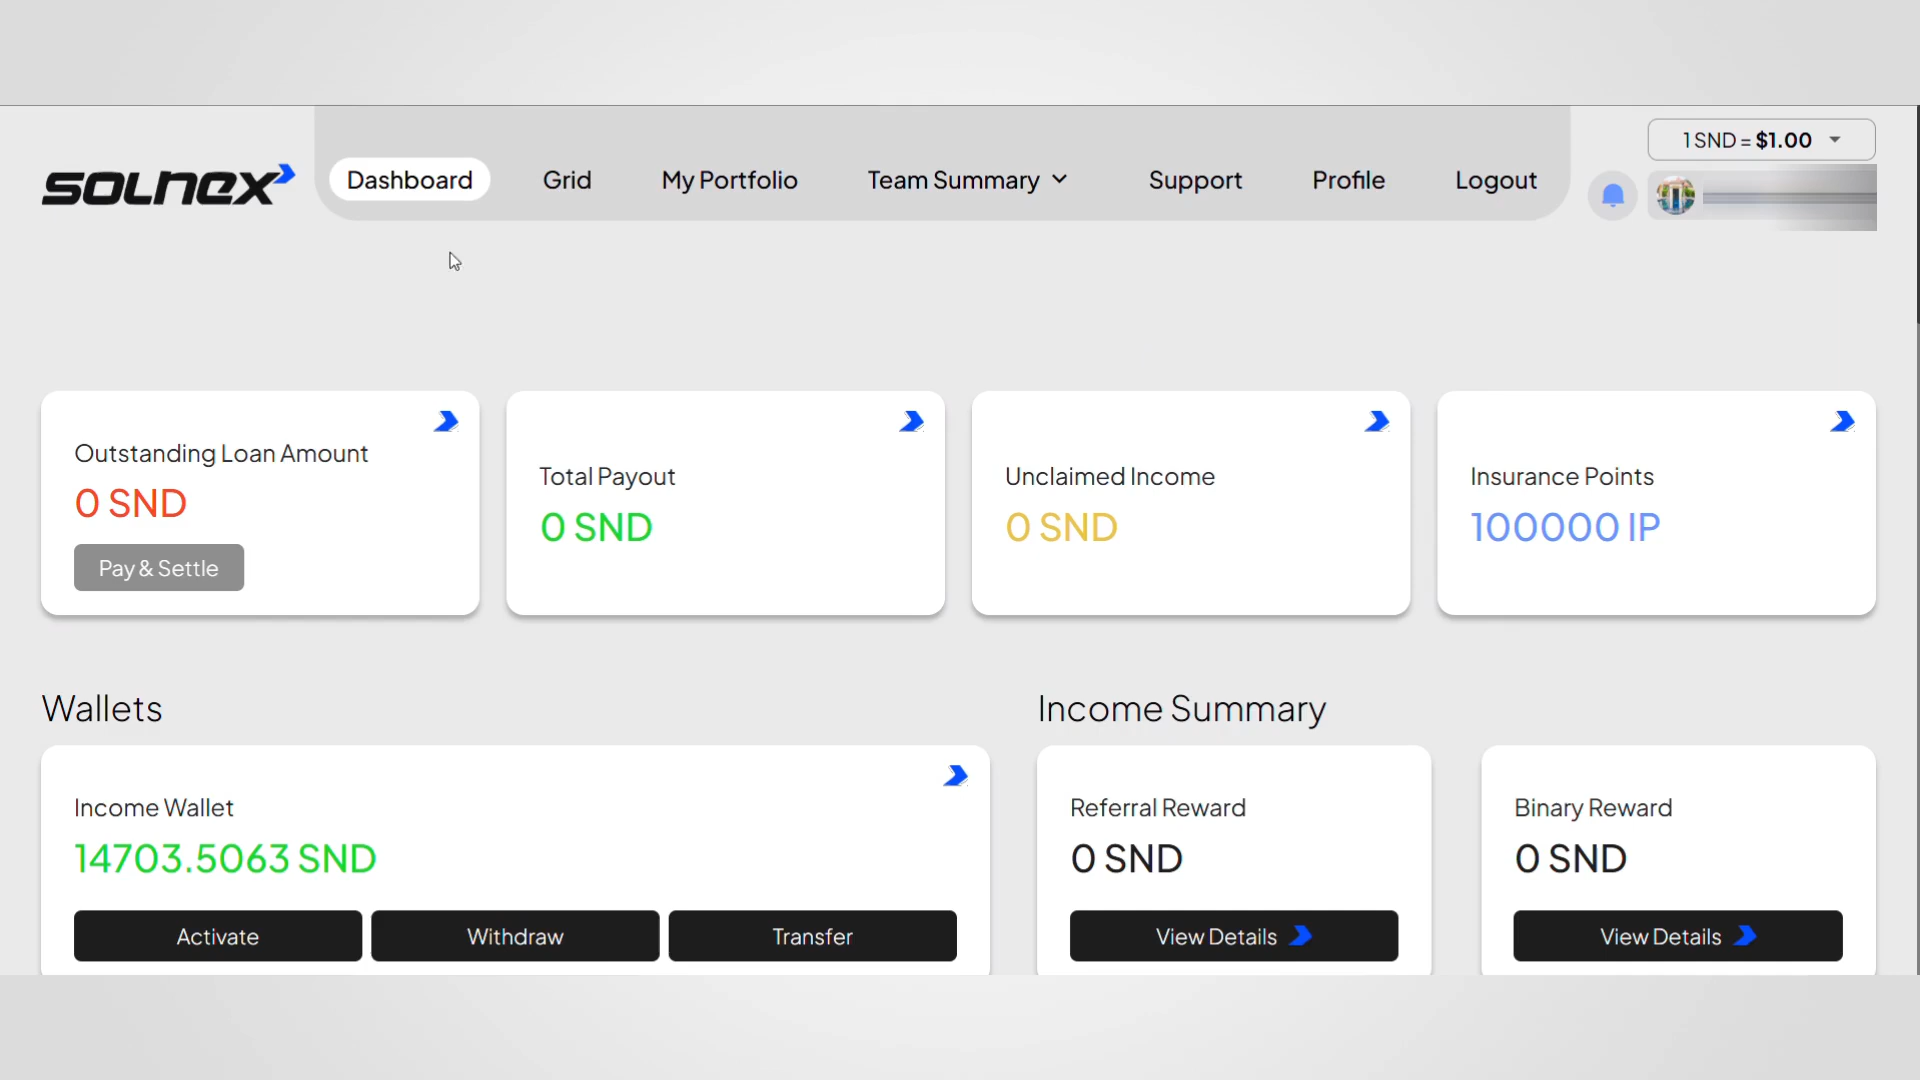 SOLNEX
Dashboard
Grid
My Portfolio
Team Summary
Support
Profile
Logout
1 SND = $1.00
Outstanding Loan Amount
0 SND
Pay & Settle
Total Payout
0 SND
Unclaimed Income
0 SND
Insurance Points
100000 IP
Wallets
Income Wallet
14703.5063 SND
Activate
Withdraw
Transfer
Income Summary
Referral Reward
0 SND
View Details
Binary Reward
0 SND
View Details